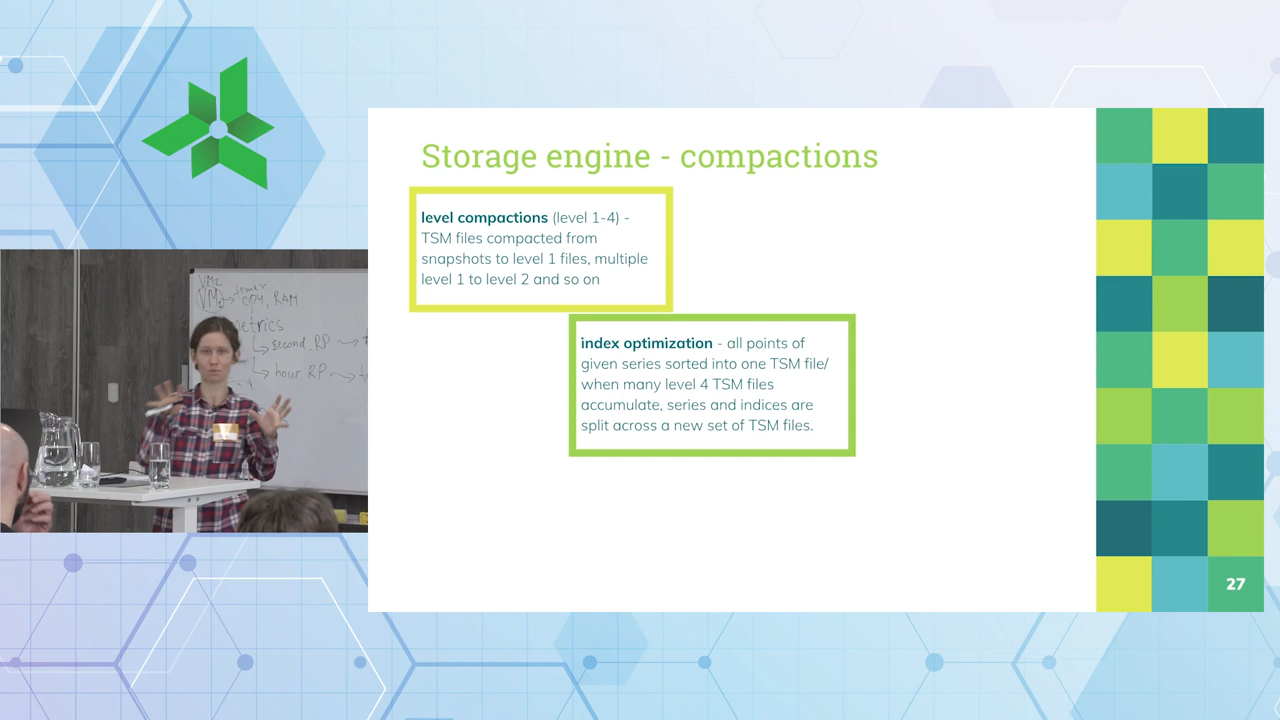 Storage engine - compactions
level compactions (level 1-4) -
TSM files compacted from
snapshots to level 1 files, multiple
level 1 to level 2 and so on
index optimization - all points of
given series sorted into one TSM file/
when many level 4 TSM files
accumulate, series and indices are
split across a new set of TSM files.
27
VM2
VM
CPU, RAM
metrics
second_RP
hour RP